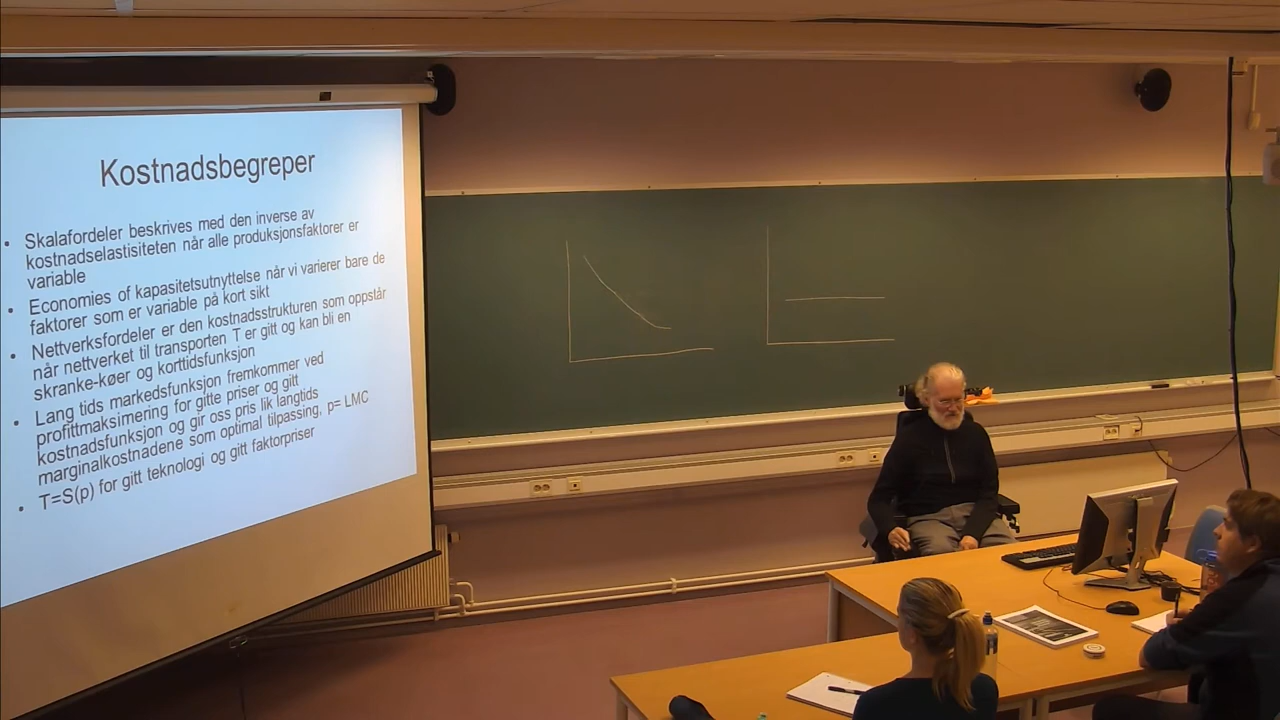 Kostnadsbegreper
• Skalafordeler beskrives med den inverse av
kostnadselastisiteten når alle produksjonsfaktorer er
variable
• Economies of kapasitetsutnyttelse når vi varierer bare de
faktorer som er variable på kort sikt
• Nettverksfordeler er den kostnadsstrukturen som oppstår
når nettverket til transporten T er gitt og kan bli en
skranke-køer og korttidsfunksjon
• Lang tids markedsfunksjon fremkommer ved
profittmaksimering for gitte priser og gitt
kostnadsfunksjon og gir oss pris lik langtids
marginalkostnadene som optimal tilpassing, p= LMC
• T=S(p) for gitt teknologi og gitt faktorpriser